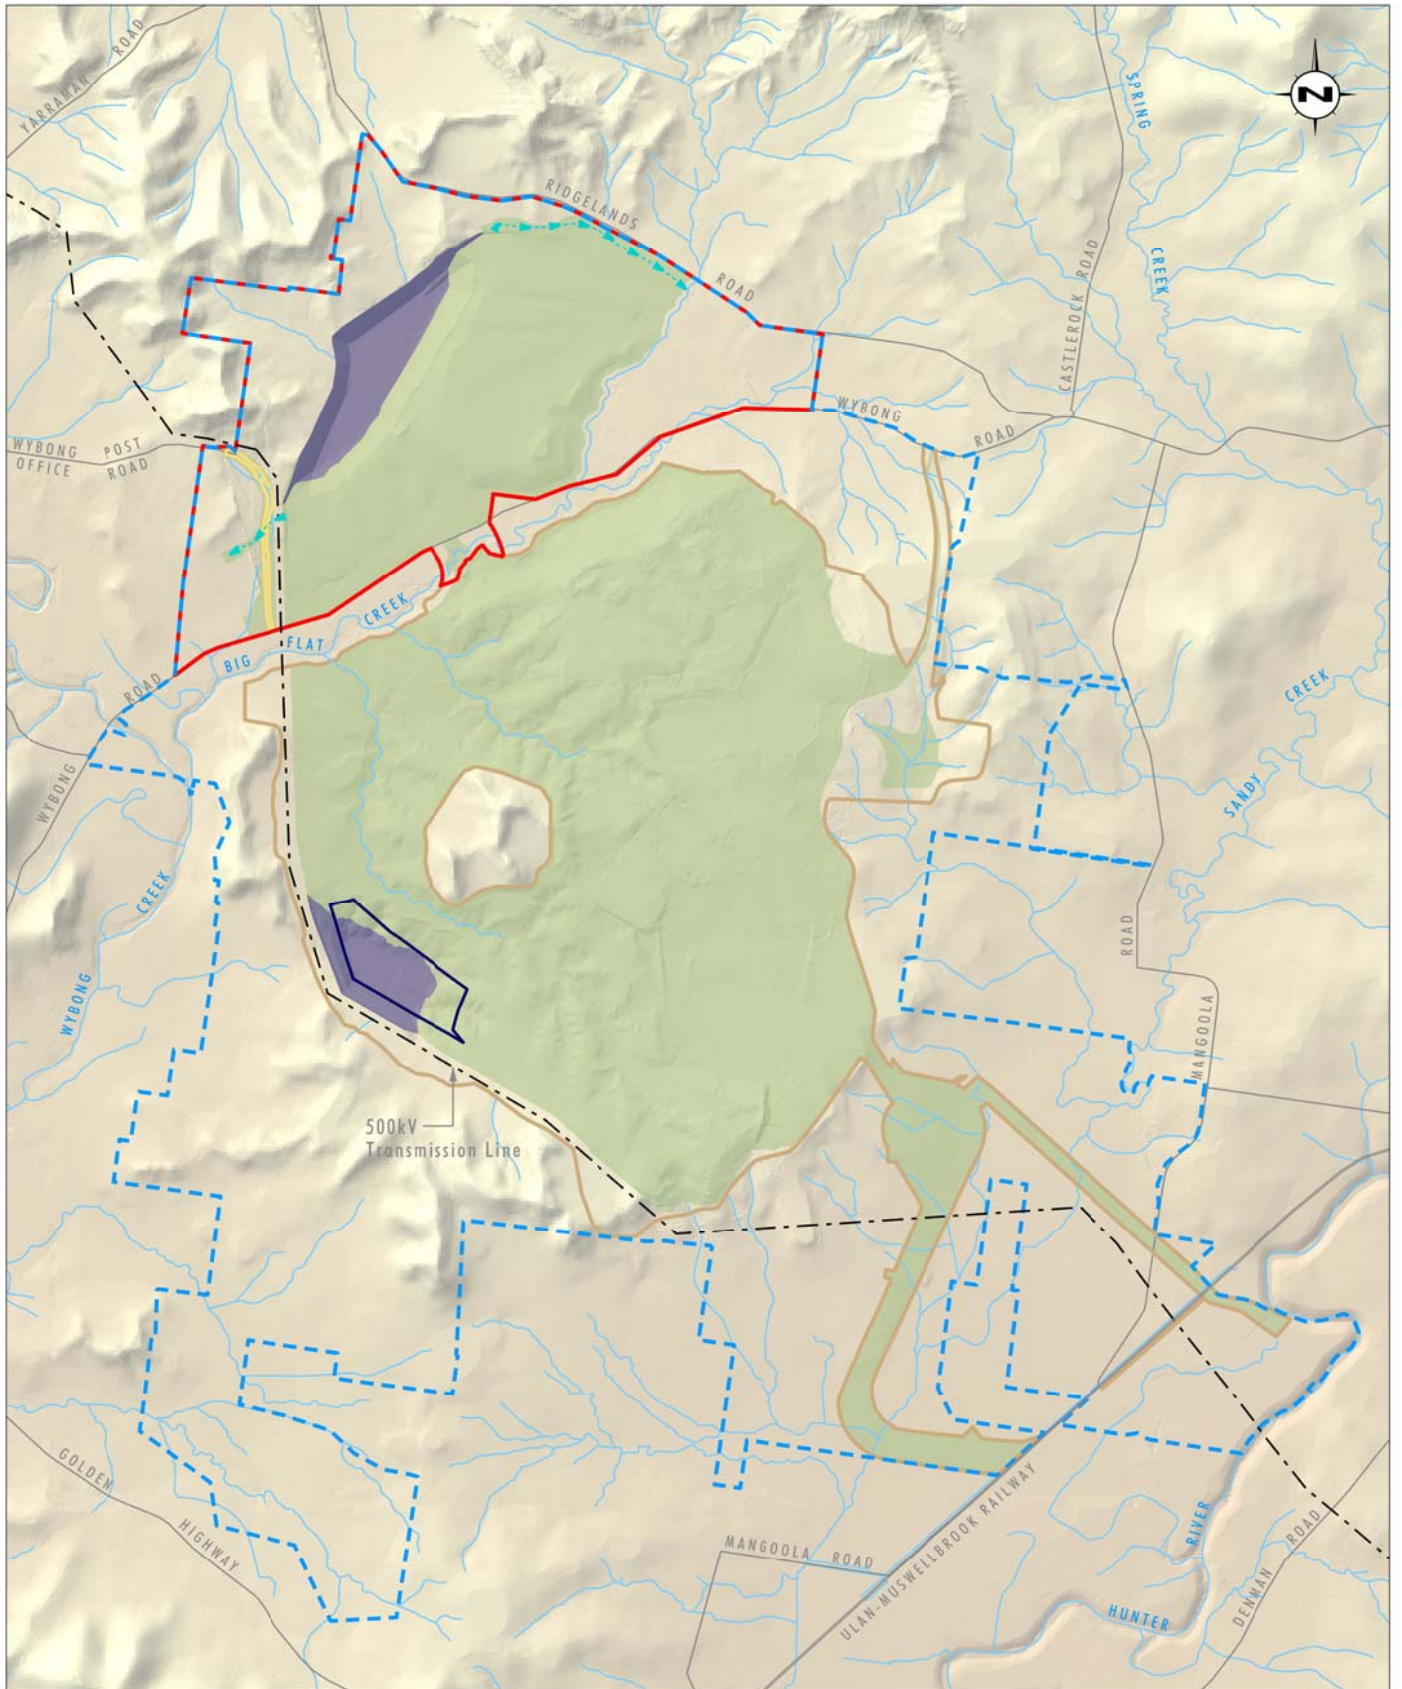 YARRAMAN ROAD
SPRING
CREEK
N
RIDGELANDS
ROAD
CASTLEROCK ROAD
WYBONG POST
OFFICE ROAD
WYBONG
ROAD
BIG FLAT CREEK
ROAD
WYBONG
CREEK
WYBONG
CREEK
SANDY
ROAD
MANGOOLA
500kV
Transmission Line
GOLDEN
HIGHWAY
MANGOOLA ROAD
ULAN-MUSWELLBROOK RAILWAY
RIVER
HUNTER
DENMAN ROAD